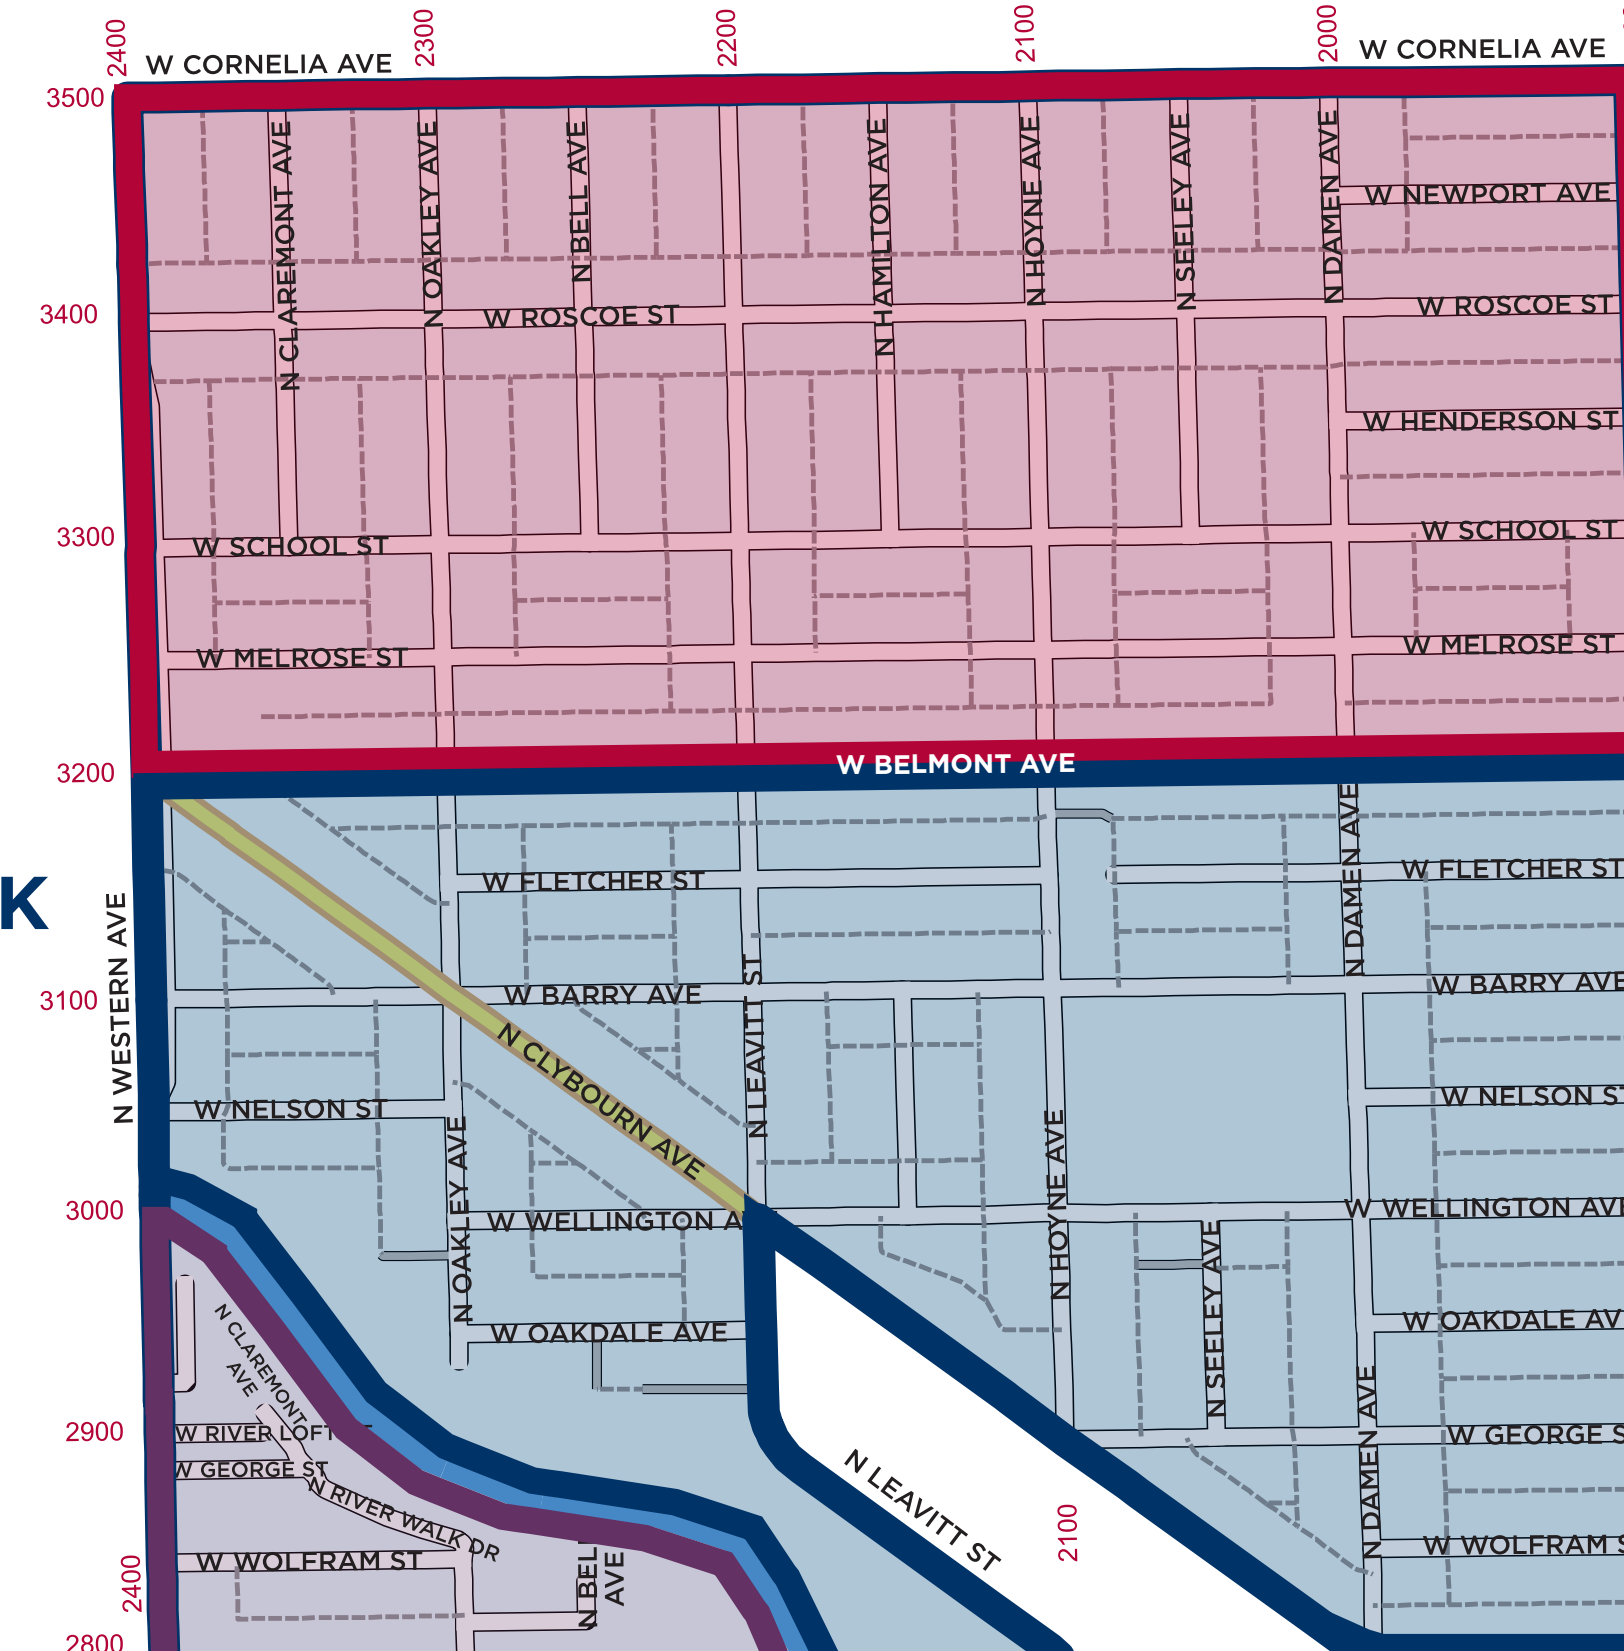 2400
2300
2200
2100
2000
W CORNELIA AVE
W CORNELIA AVE
3500
N CLAREMONT AVE
N OAKLEY AVE
N BELL AVE
N HAMILTON AVE
N HOYNE AVE
N SEELEY AVE
N DAMEN AVE
W NEWPORT AVE
3400
W ROSCOE ST
W ROSCOE ST
W HENDERSON ST
3300
W SCHOOL ST
W SCHOOL ST
W MELROSE ST
W MELROSE ST
3200
W BELMONT AVE
K
N WESTERN AVE
W FLETCHER ST
W FLETCHER ST
N DAMEN AVE
3100
W BARRY AVE
W BARRY AVE
N LEAVITT ST
N CLYBOURN AVE
W NELSON ST
W NELSON ST
N OAKLEY AVE
N HOYNE AVE
3000
W WELLINGTON A
W WELLINGTON AVE
N SEELEY AVE
W OAKDALE AVE
W OAKDALE AV
N CLAREMONT
AVE
2900
W RIVER LOFT
W GEORGE ST
W GEORGE S
N DAMEN AVE
N RIVER WALK DR
N LEAVITT ST
2100
W WOLFRAM ST
W WOLFRAM S
N BEL
AVE
2400
2800